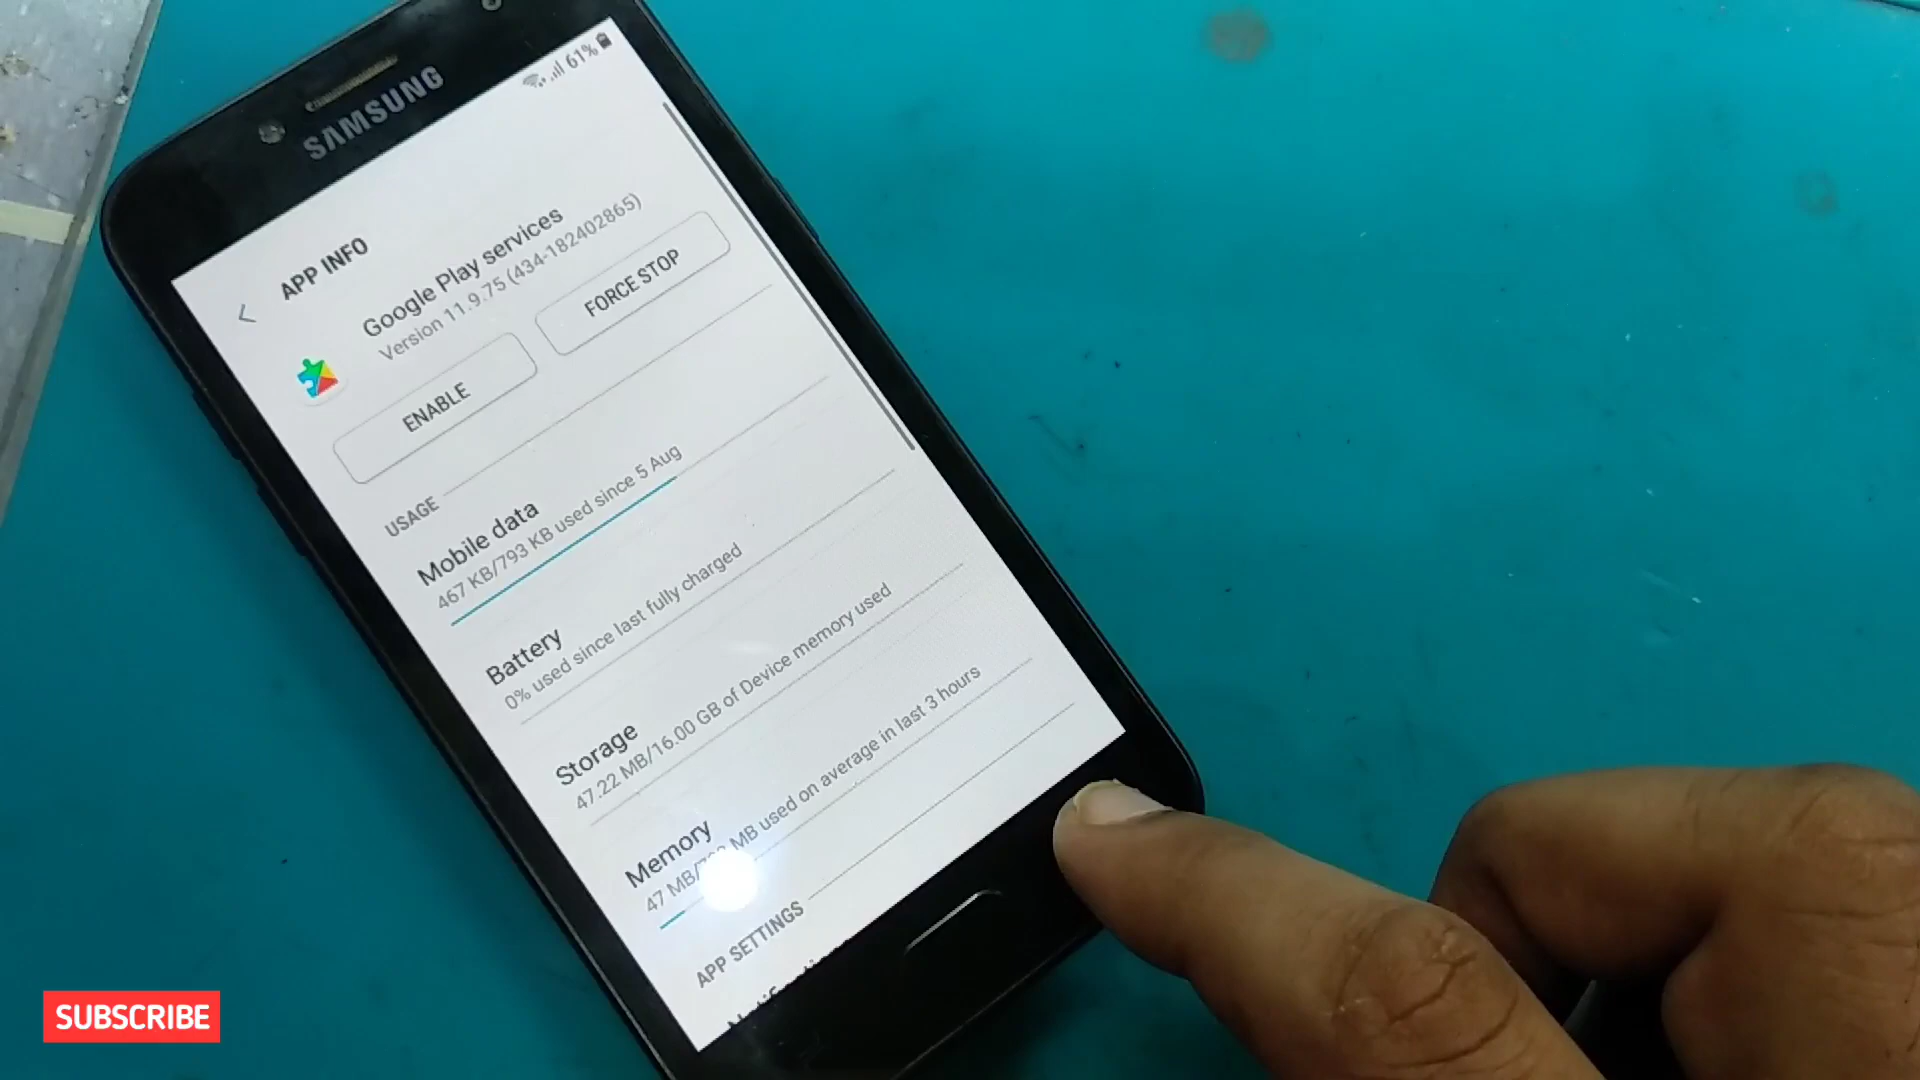 SAMSUNG
61%
APP INFO
Google Play services
Version 11.9.75 (434-182402865)
ENABLE
FORCE STOP
USAGE
Mobile data
467 KB/793 KB used since 5 Aug
Battery
0% used since last fully charged
Storage
47.22 MB/16.00 GB of Device memory used
Memory
47 MB/ MB used on average in last 3 hours
APP SETTINGS
SUBSCRIBE